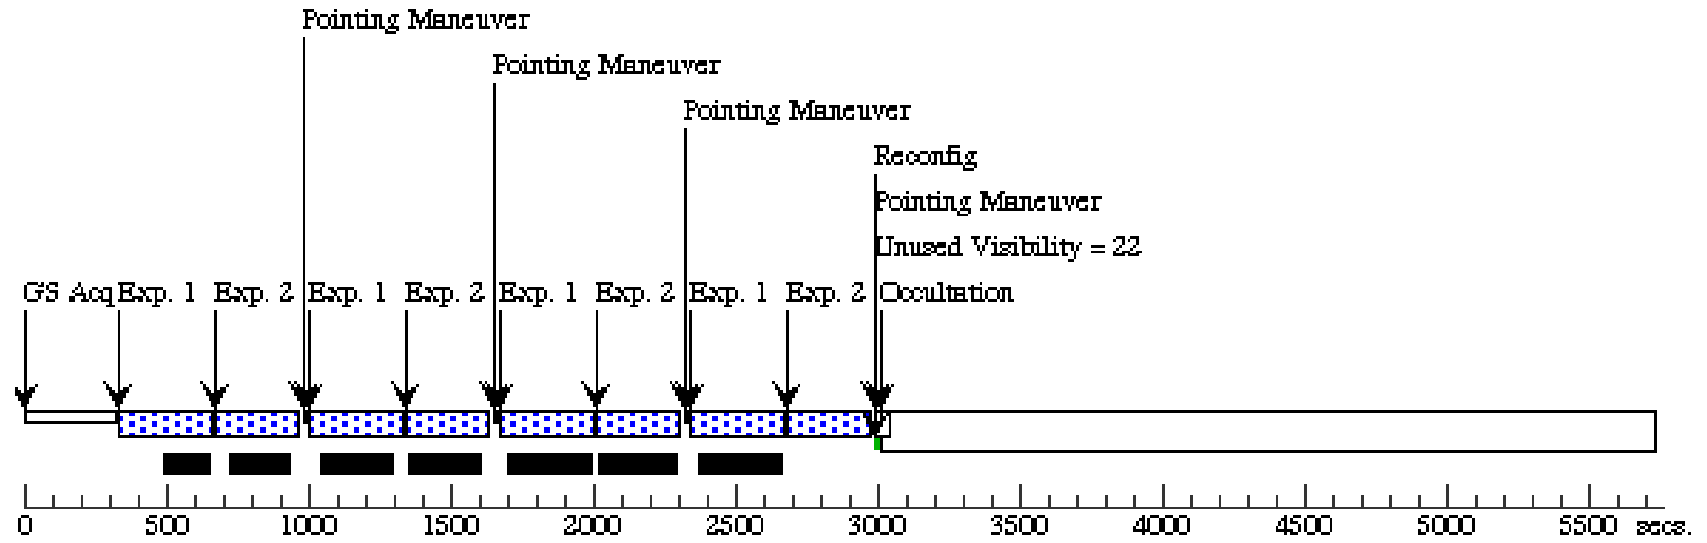 Pointing Maneuver
Pointing Maneuver
Pointing Maneuver
Reconfig
Pointing Maneuver
Unused Visibility = 22
GS Acq Exp. 1 Exp. 2 Exp. 1 Exp. 2 Exp. 1 Exp. 2 Exp. 1 Exp. 2 Occultation
0 500 1000 1500 2000 2500 3000 3500 4000 4500 5000 5500 secs.